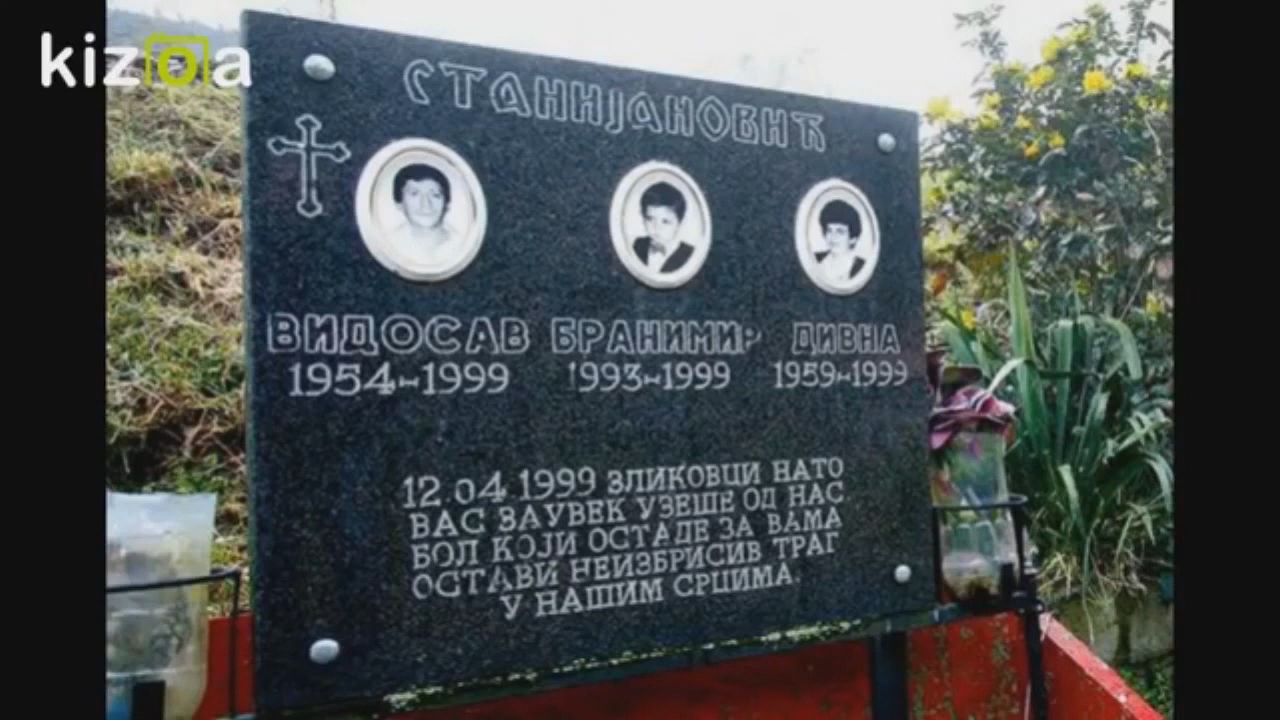 kizoa
СТАНИЈАНОВИЋ
ВИДОСАВ БРАНИМИР ДИВНА
1954-1999 1993-1999 1959-1999
12.04 1999 ЗЛИКОВЦИ НАТО
ВАС ЗАУВЕК УЗЕШЕ ОД НАС
БОЛ КОЈИ ОСТАДЕ ЗА ВАМА
ОСТАВИ НЕИЗБРИСИВ ТРАГ
У НАШИМ СРЦИМА.